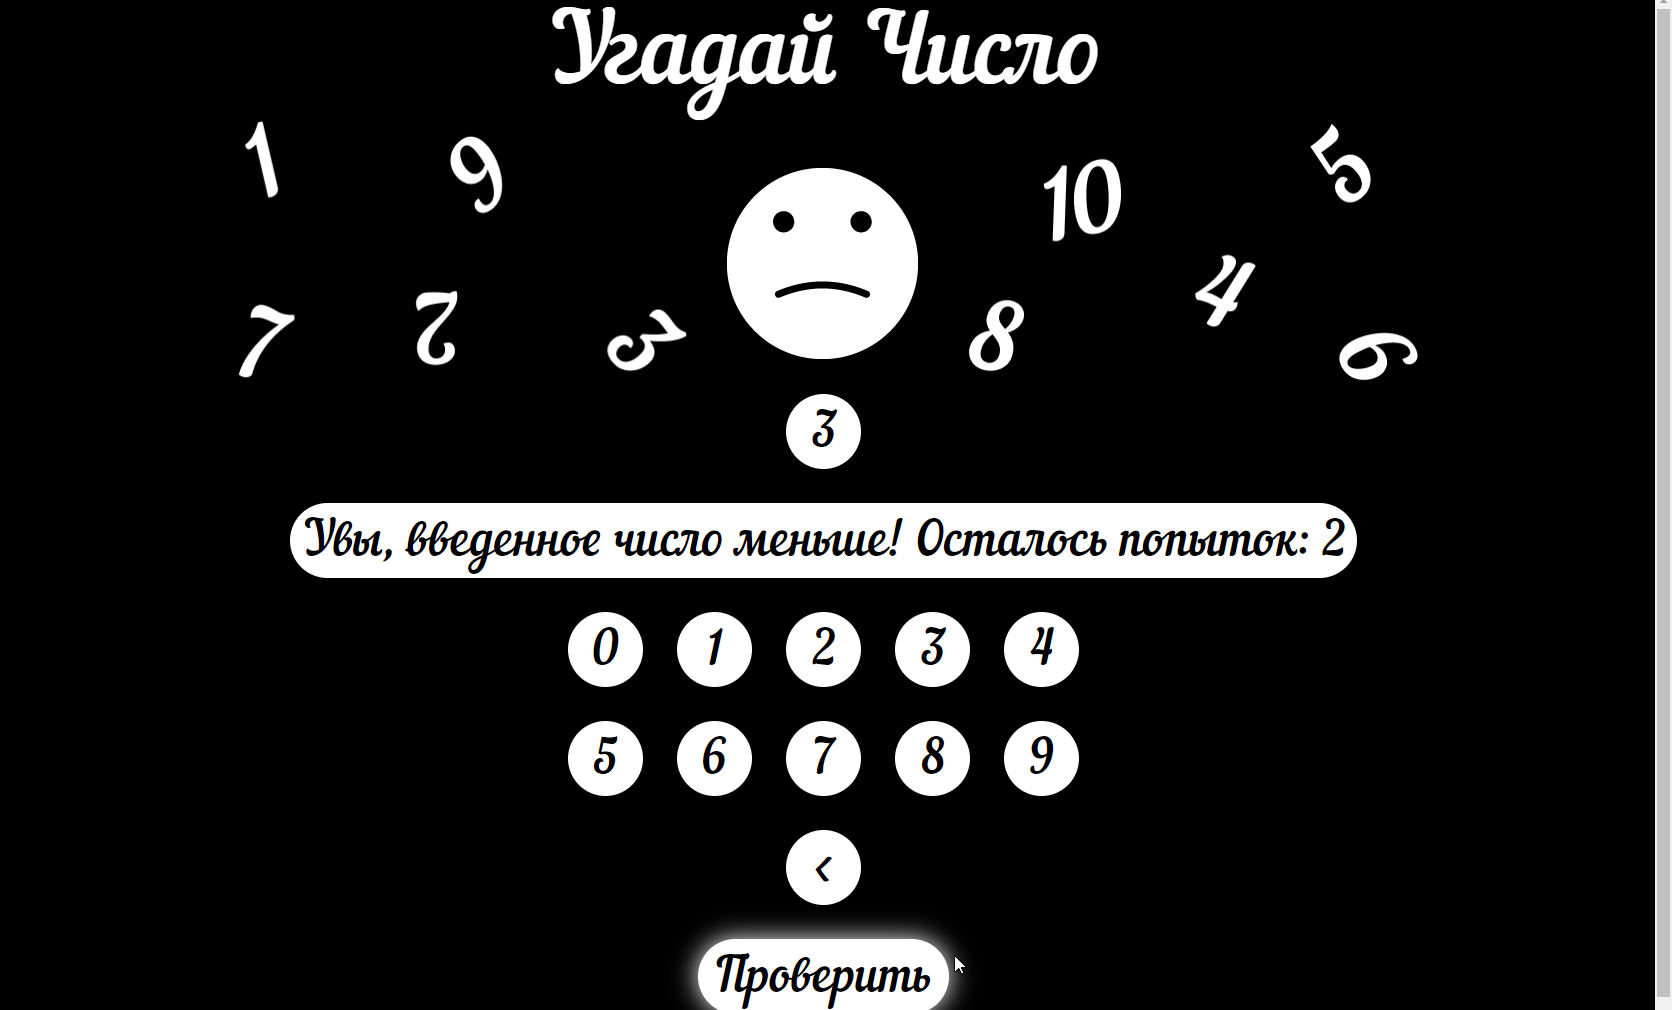 Угадай Число
1 9 10 5
7 2 3 8 4 6
3
Увы, введенное число меньше! Осталось попыток: 2
0 1 2 3 4
5 6 7 8 9
<
Проверить